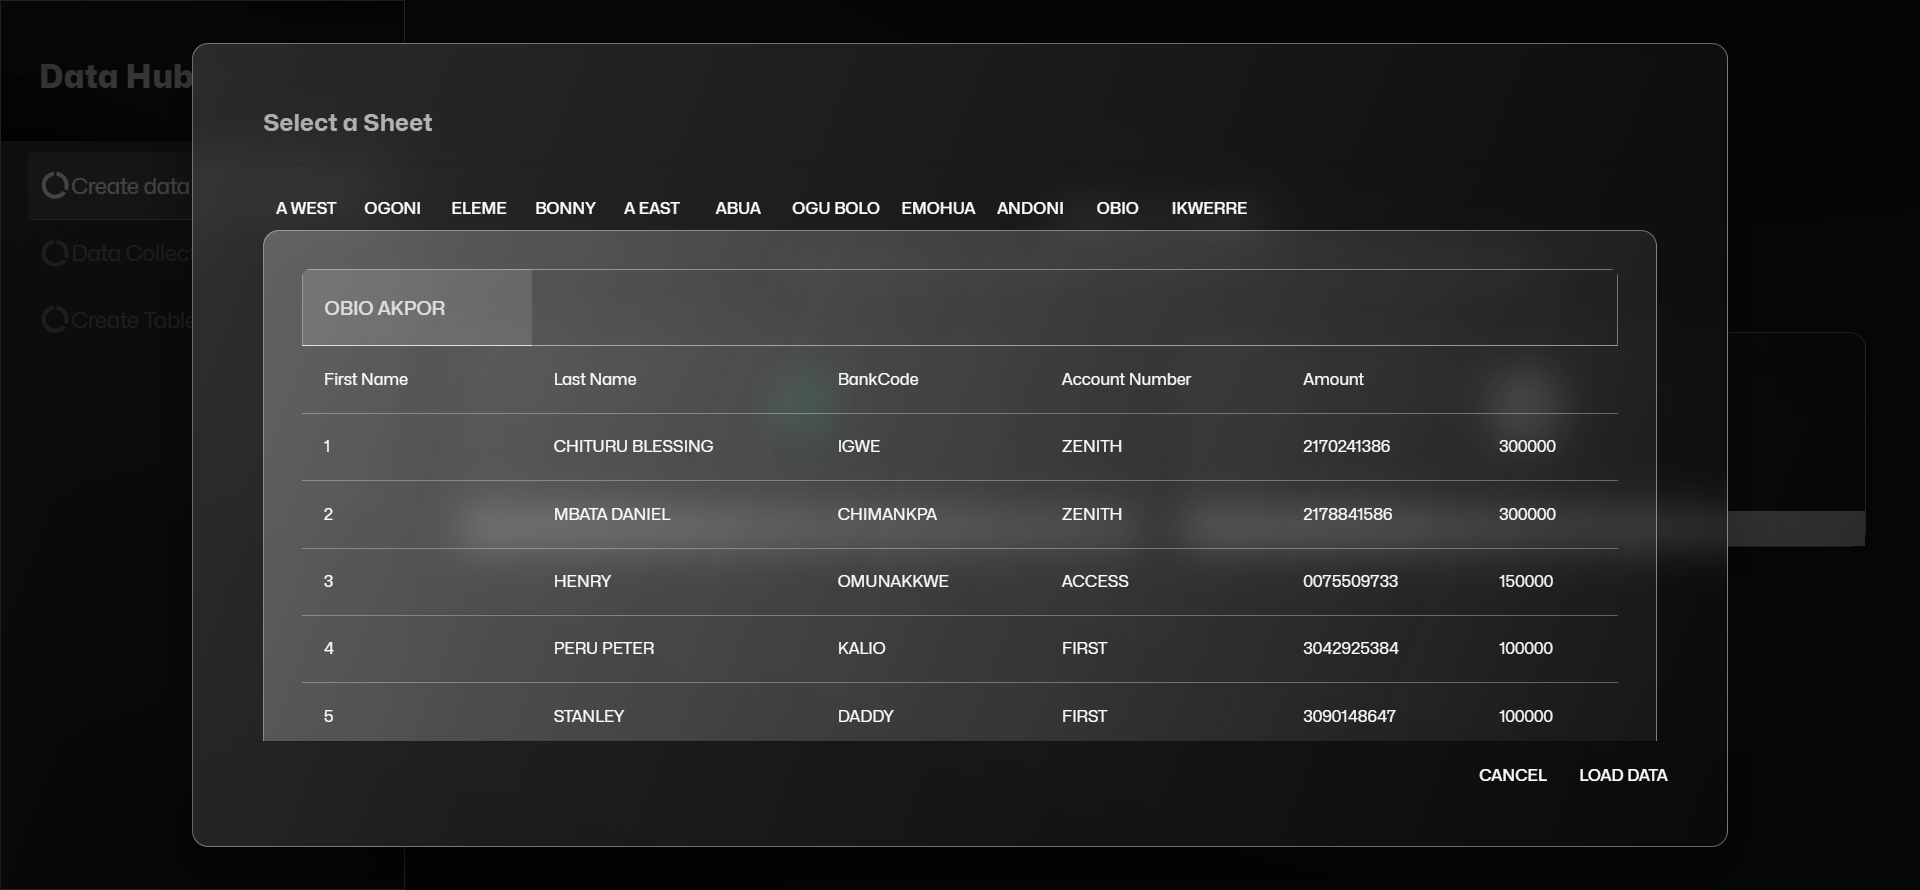 Data Hub
Select a Sheet
Create data
Data Collect
Create Table
A WEST OGONI ELEME BONNY A EAST ABUA OGU BOLO EMOHUA ANDONI OBIO IKWERRE
OBIO AKPOR
First Name Last Name BankCode Account Number Amount
1 CHITURU BLESSING IGWE ZENITH 2170241386 300000
2 MBATA DANIEL CHIMANKPA ZENITH 2178841586 300000
3 HENRY OMUNAKKWE ACCESS 0075509733 150000
4 PERU PETER KALIO FIRST 3042925384 100000
5 STANLEY DADDY FIRST 3090148647 100000
CANCEL LOAD DATA